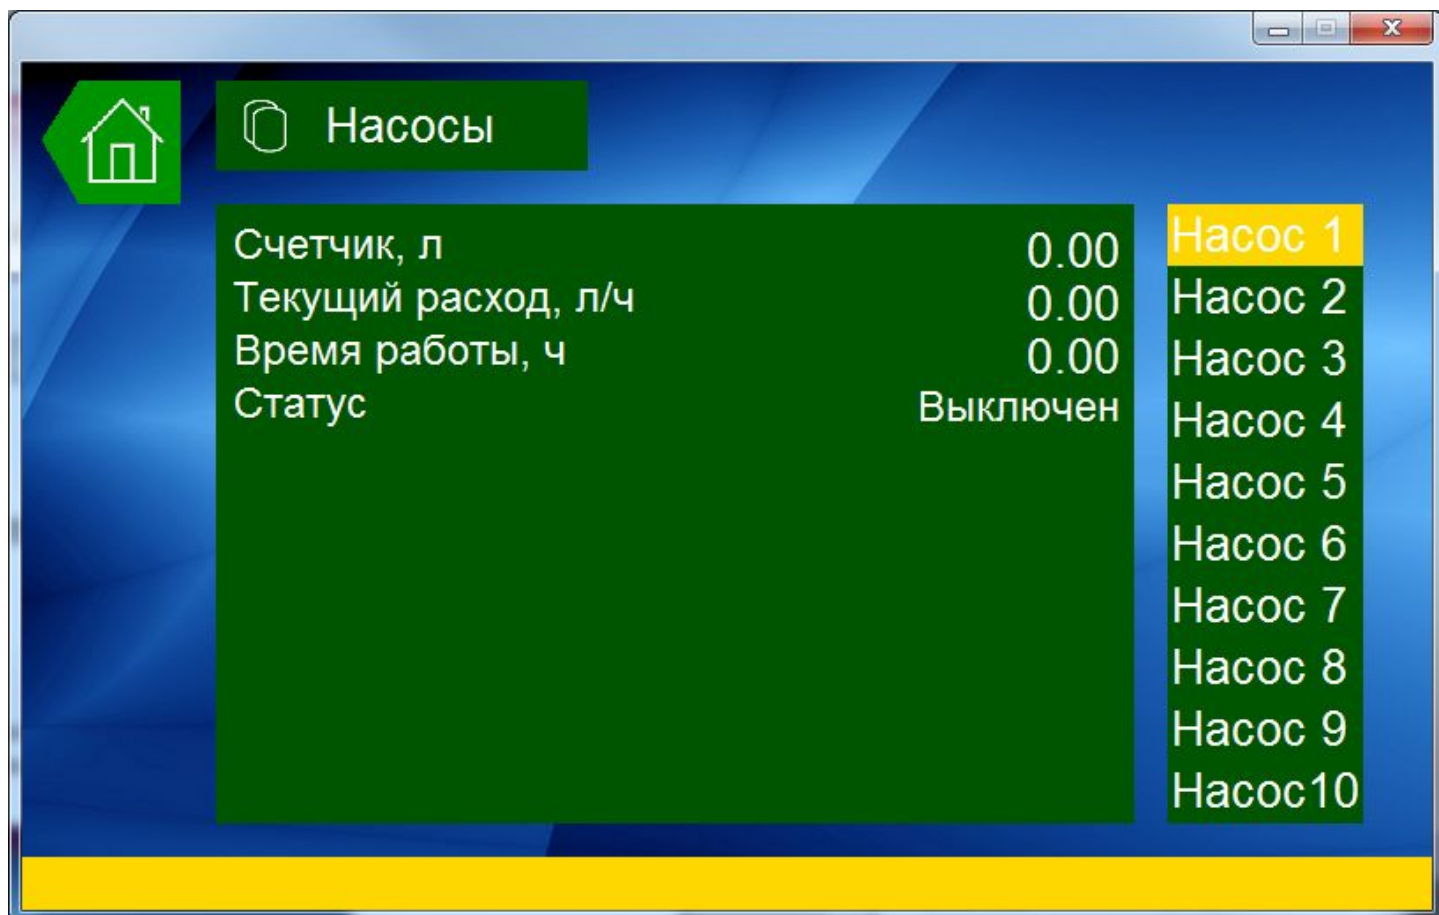 Насосы
Счетчик, л 0.00
Текущий расход, л/ч 0.00
Время работы, ч 0.00
Статус Выключен
Насос 1
Насос 2
Насос 3
Насос 4
Насос 5
Насос 6
Насос 7
Насос 8
Насос 9
Насос10